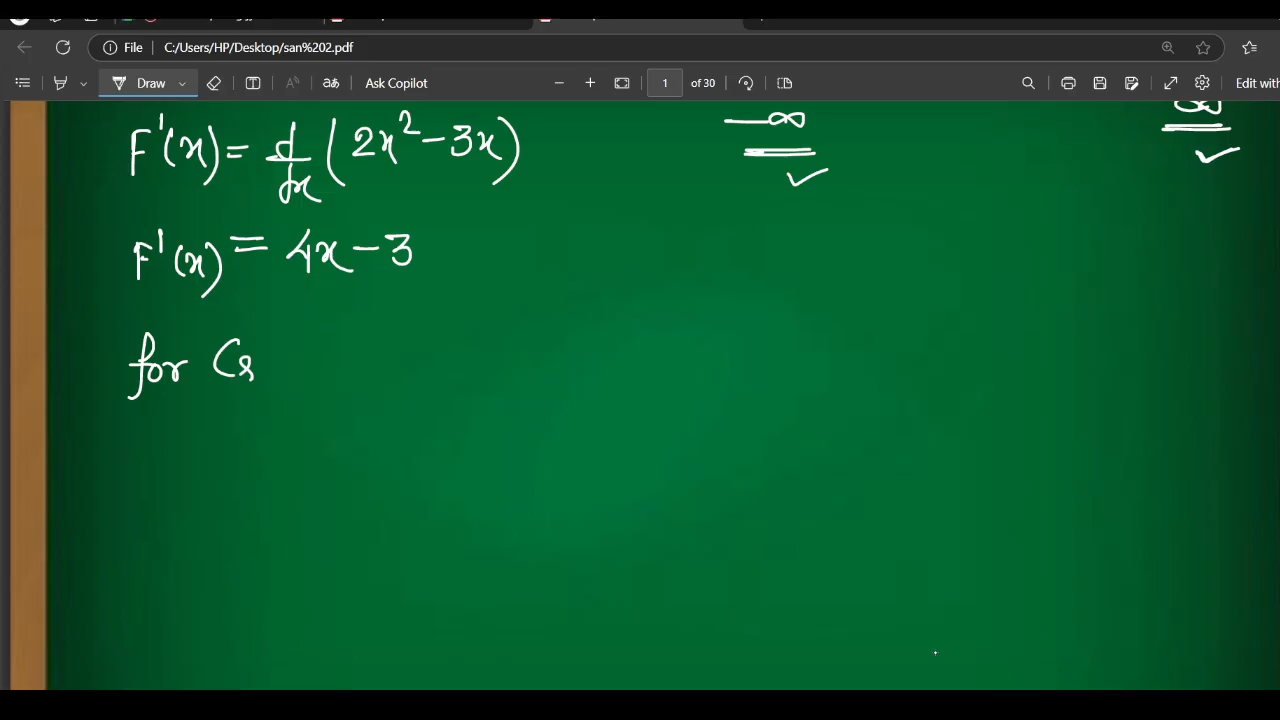 File C:/Users/HP/Desktop/san%202.pdf
Draw Ask Copilot 1 of 30 Edit with
F'(x) = d/dx (2x² - 3x)
-∞
F'(x) = 4x - 3
for